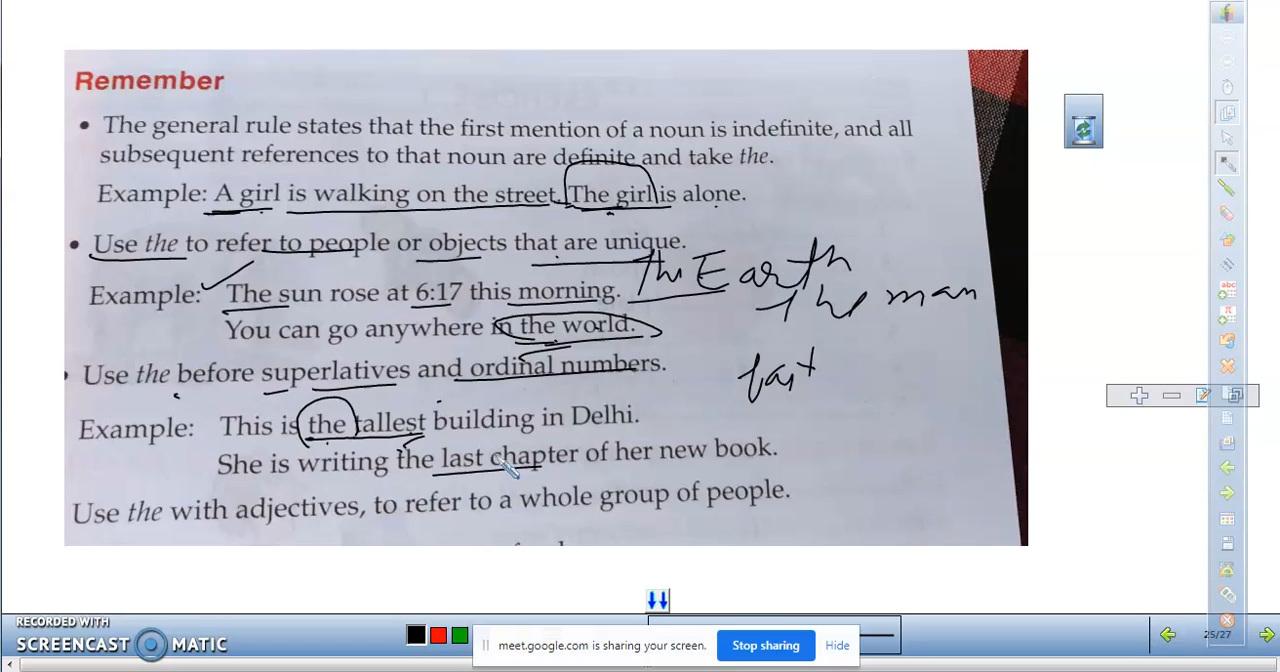 Remember
• The general rule states that the first mention of a noun is indefinite, and all
subsequent references to that noun are definite and take the.
Example: A girl is walking on the street. The girl is alone.
• Use the to refer to people or objects that are unique.
The Earth
Example: The sun rose at 6:17 this morning.
the man
You can go anywhere in the world.
• Use the before superlatives and ordinal numbers.
Example: This is the tallest building in Delhi.
She is writing the last chapter of her new book.
Use the with adjectives, to refer to a whole group of people.
RECORDED WITH
SCREENCAST MATIC
meet.google.com is sharing your screen.
Stop sharing
Hide
25/27